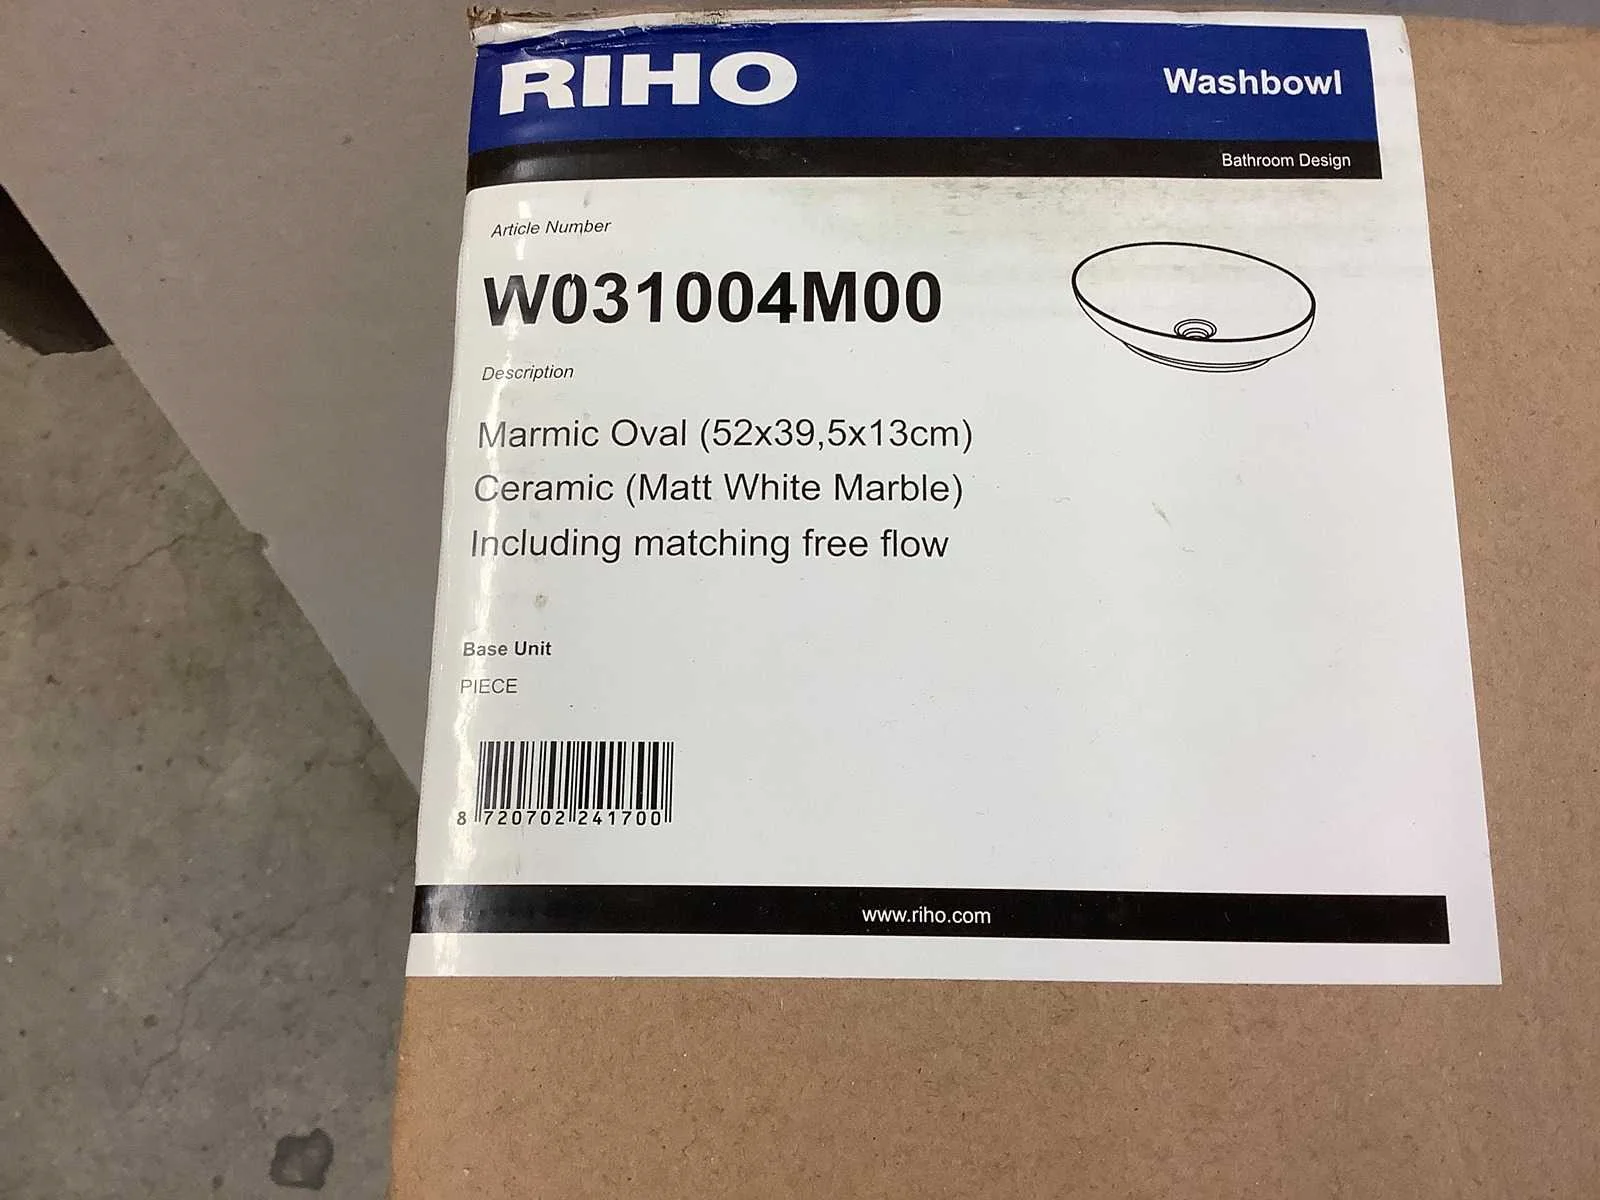 RIHO
Washbowl
Bathroom Design
Article Number
W031004M00
Description
Marmic Oval (52x39,5x13cm)
Ceramic (Matt White Marble)
Including matching free flow
Base Unit
PIECE
8 720702 241700
www.riho.com